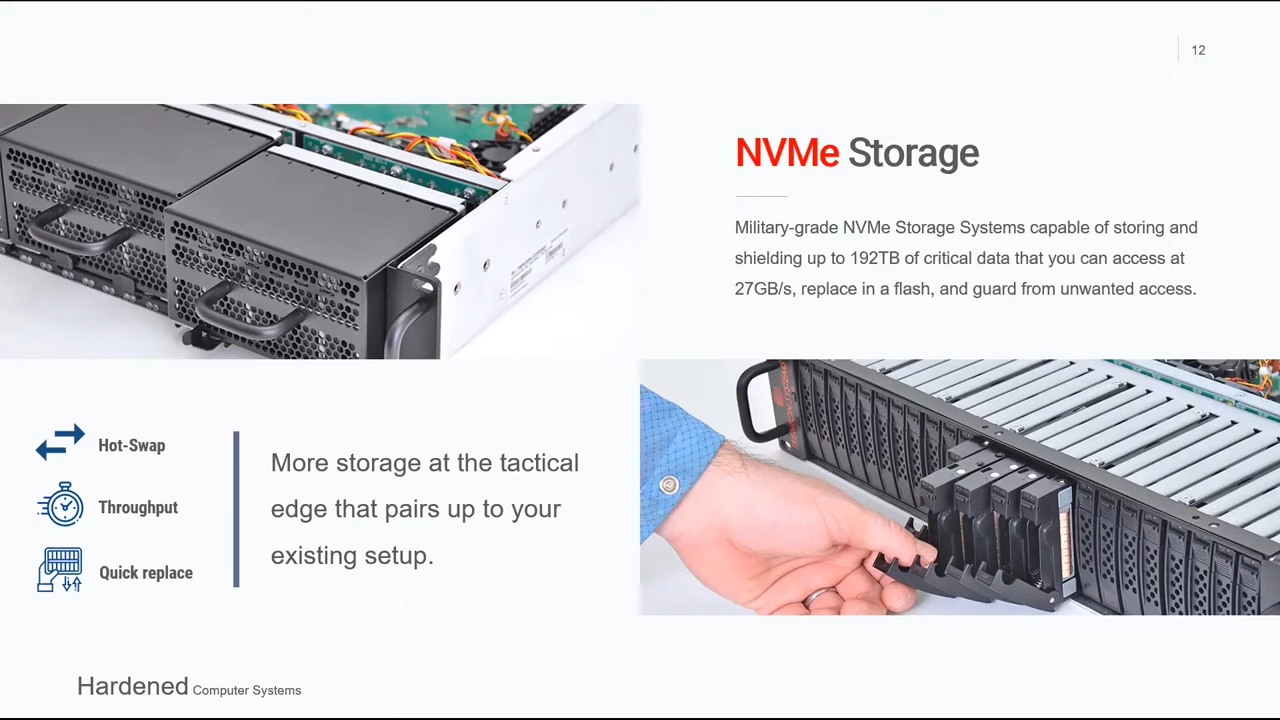 12
NVMe Storage
Military-grade NVMe Storage Systems capable of storing and
shielding up to 192TB of critical data that you can access at
27GB/s, replace in a flash, and guard from unwanted access.
Hot-Swap
Throughput
Quick replace
More storage at the tactical
edge that pairs up to your
existing setup.
Hardened Computer Systems